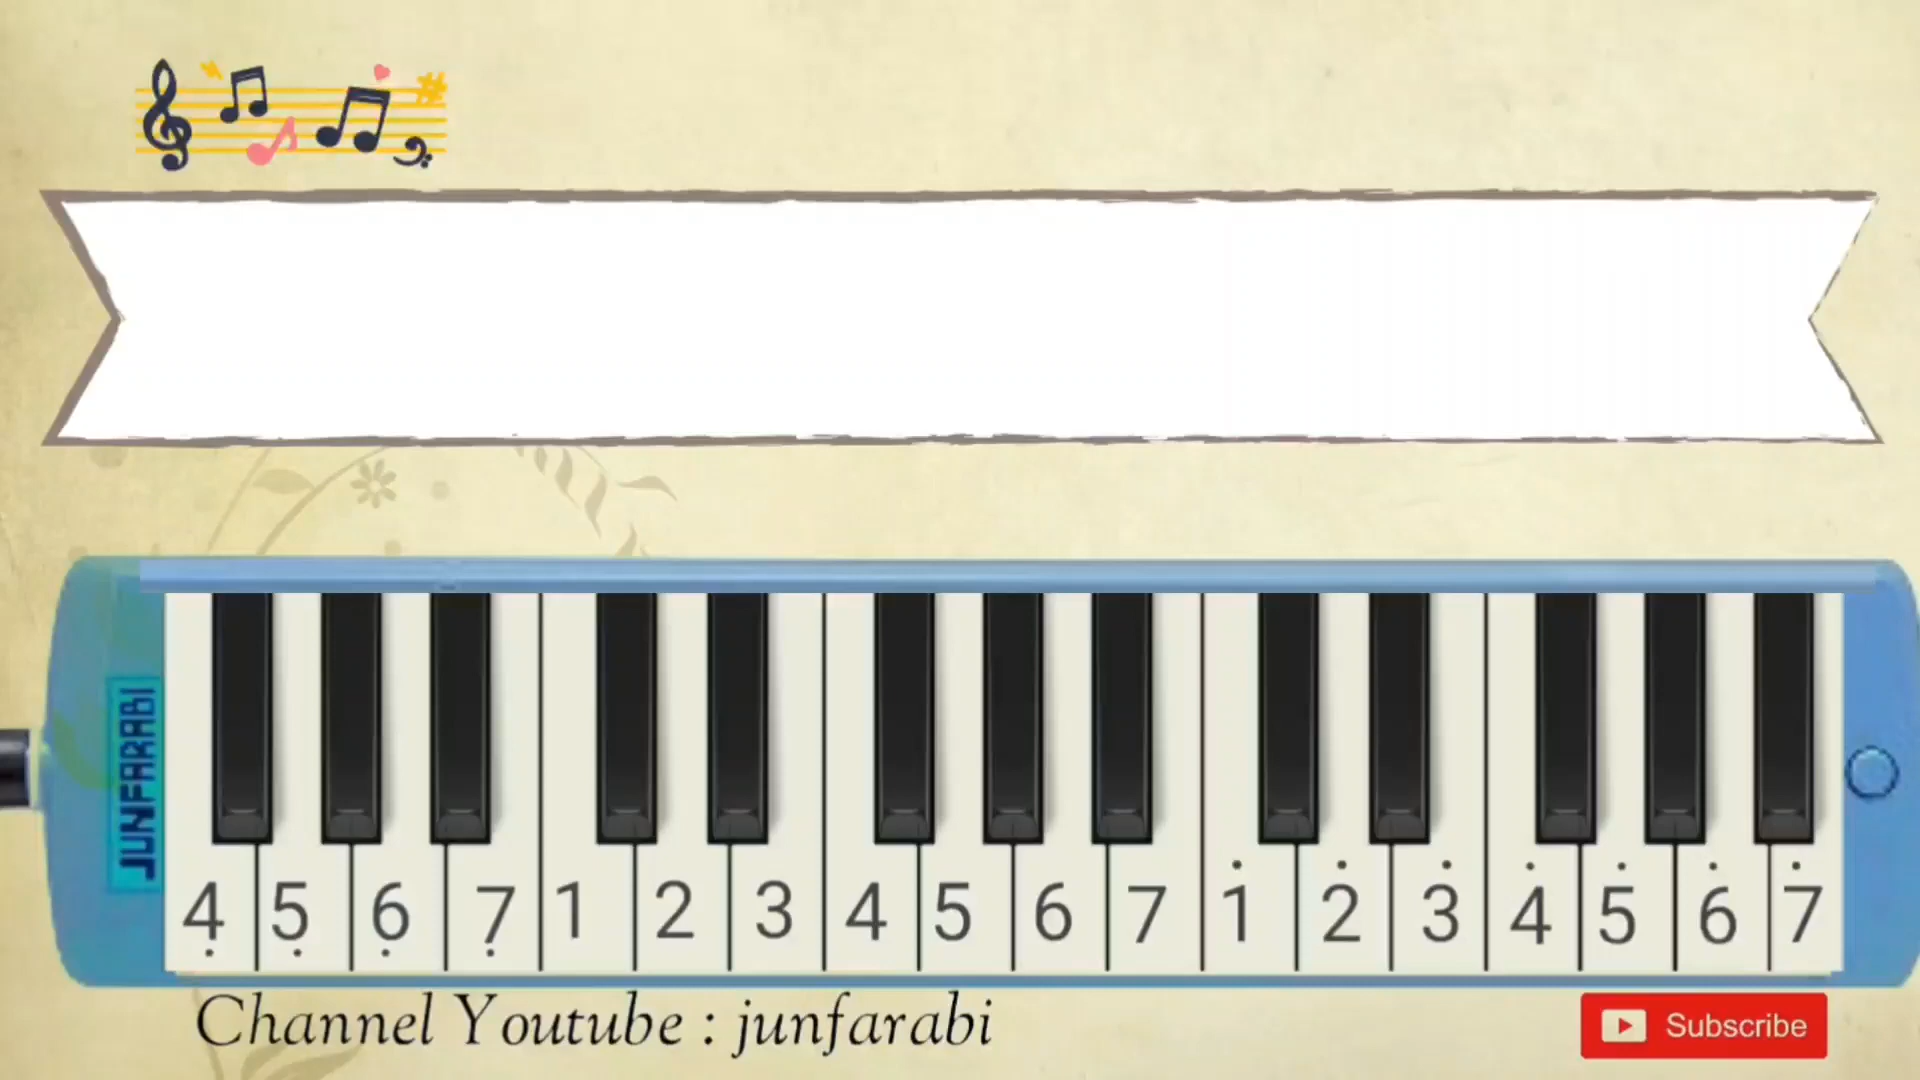 JUNFARABI
4̣ 5̣ 6̣ 7̣ 1 2 3 4 5 6 7 1̇ 2̇ 3̇ 4̇ 5̇ 6̇ 7̇
Channel Youtube : junfarabi
Subscribe